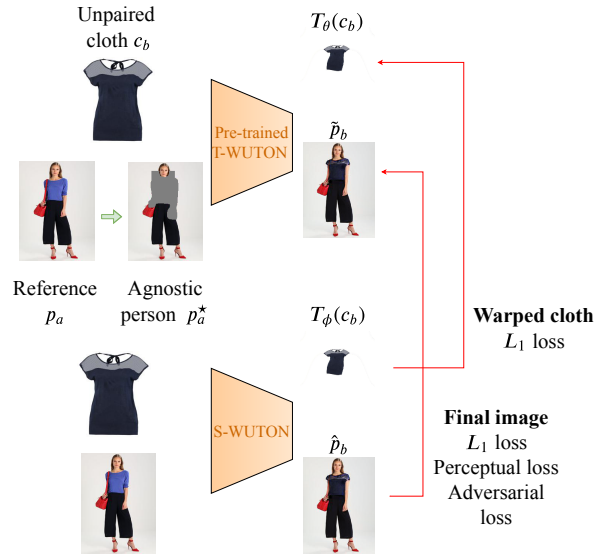 Unpaired
cloth c_b
T_θ(c_b)
Pre-trained
T-WUTON
p̃_b
Reference
p_a
Agnostic
person p_a^★
T_ϕ(c_b)
Warped cloth
L_1 loss
S-WUTON
p̂_b
Final image
L_1 loss
Perceptual loss
Adversarial
loss